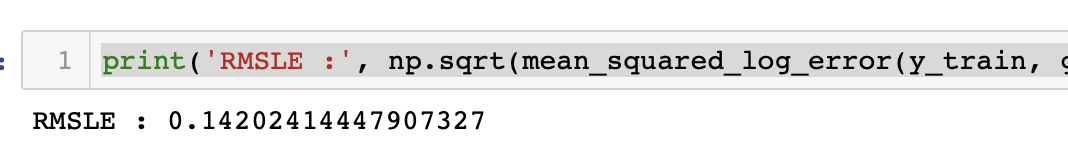 : 1 print('RMSLE :', np.sqrt(mean_squared_log_error(y_train, g
RMSLE : 0.14202414447907327